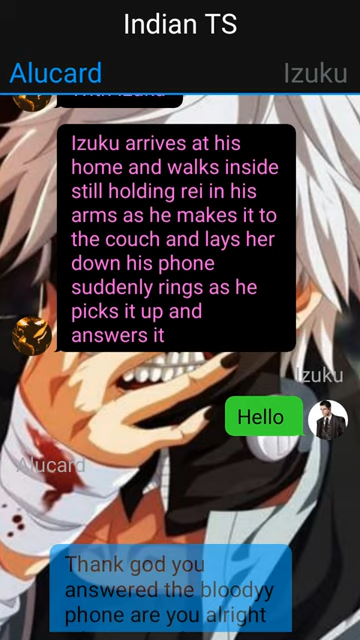 Indian TS
Alucard
Izuku
Izuku arrives at his
home and walks inside
still holding rei in his
arms as he makes it to
the couch and lays her
down his phone
suddenly rings as he
picks it up and
answers it
Izuku
Hello
Alucard
Thank god you
answered the bloodyy
phone are you alright